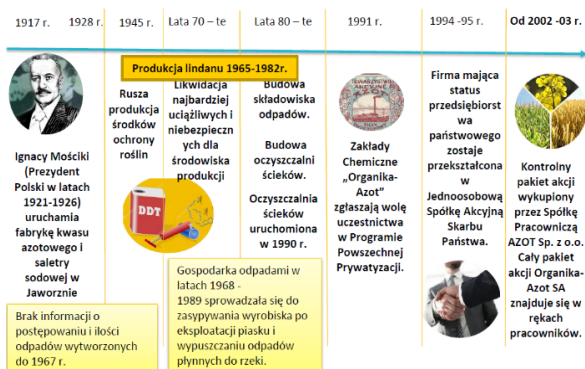 1917 r.
1928 r.
1945 r.
Lata 70 – te
Lata 80 – te
1991 r.
1994 -95 r.
Od 2002 -03 r.
Produkcja lindanu 1965-1982r.
Ignacy Mościki
(Prezydent
Polski w latach
1921-1926)
uruchamia
fabrykę kwasu
azotowego i
saletry
sodowej w
Jaworznie
Brak informacji o
postępowaniu i ilości
odpadów wytworzonych
do 1967 r.
Rusza
produkcja
środków
ochrony
roślin
DDT
Likwidacja
najbardziej
uciążliwych i
niebezpieczn
ych dla
środowiska
produkcji
Budowa
składowiska
odpadów.
Budowa
oczyszczalni
ścieków.
Oczyszczalnia
ścieków
uruchomiona
w 1990 r.
Gospodarka odpadami w
latach 1968 -
1989 sprowadzała się do
zasypywania wyrobiska po
eksploatacji piasku i
wypuszczaniu odpadów
płynnych do rzeki.
Zakłady
Chemiczne
„Organika-
Azot”
zgłaszają wolę
uczestnictwa
w Programie
Powszechnej
Prywatyzacji.
Firma mająca
status
przedsiębiorst
wa
państwowego
zostaje
przekształcona
w
Jednoosobową
Spółkę Akcyjną
Skarbu
Państwa.
Kontrolny
pakiet akcji
wykupiony
przez Spółkę
Pracowniczą
AZOT Sp. z o.o.
Cały pakiet
akcji Organika-
Azot SA
znajduje się w
rękach
pracowników.